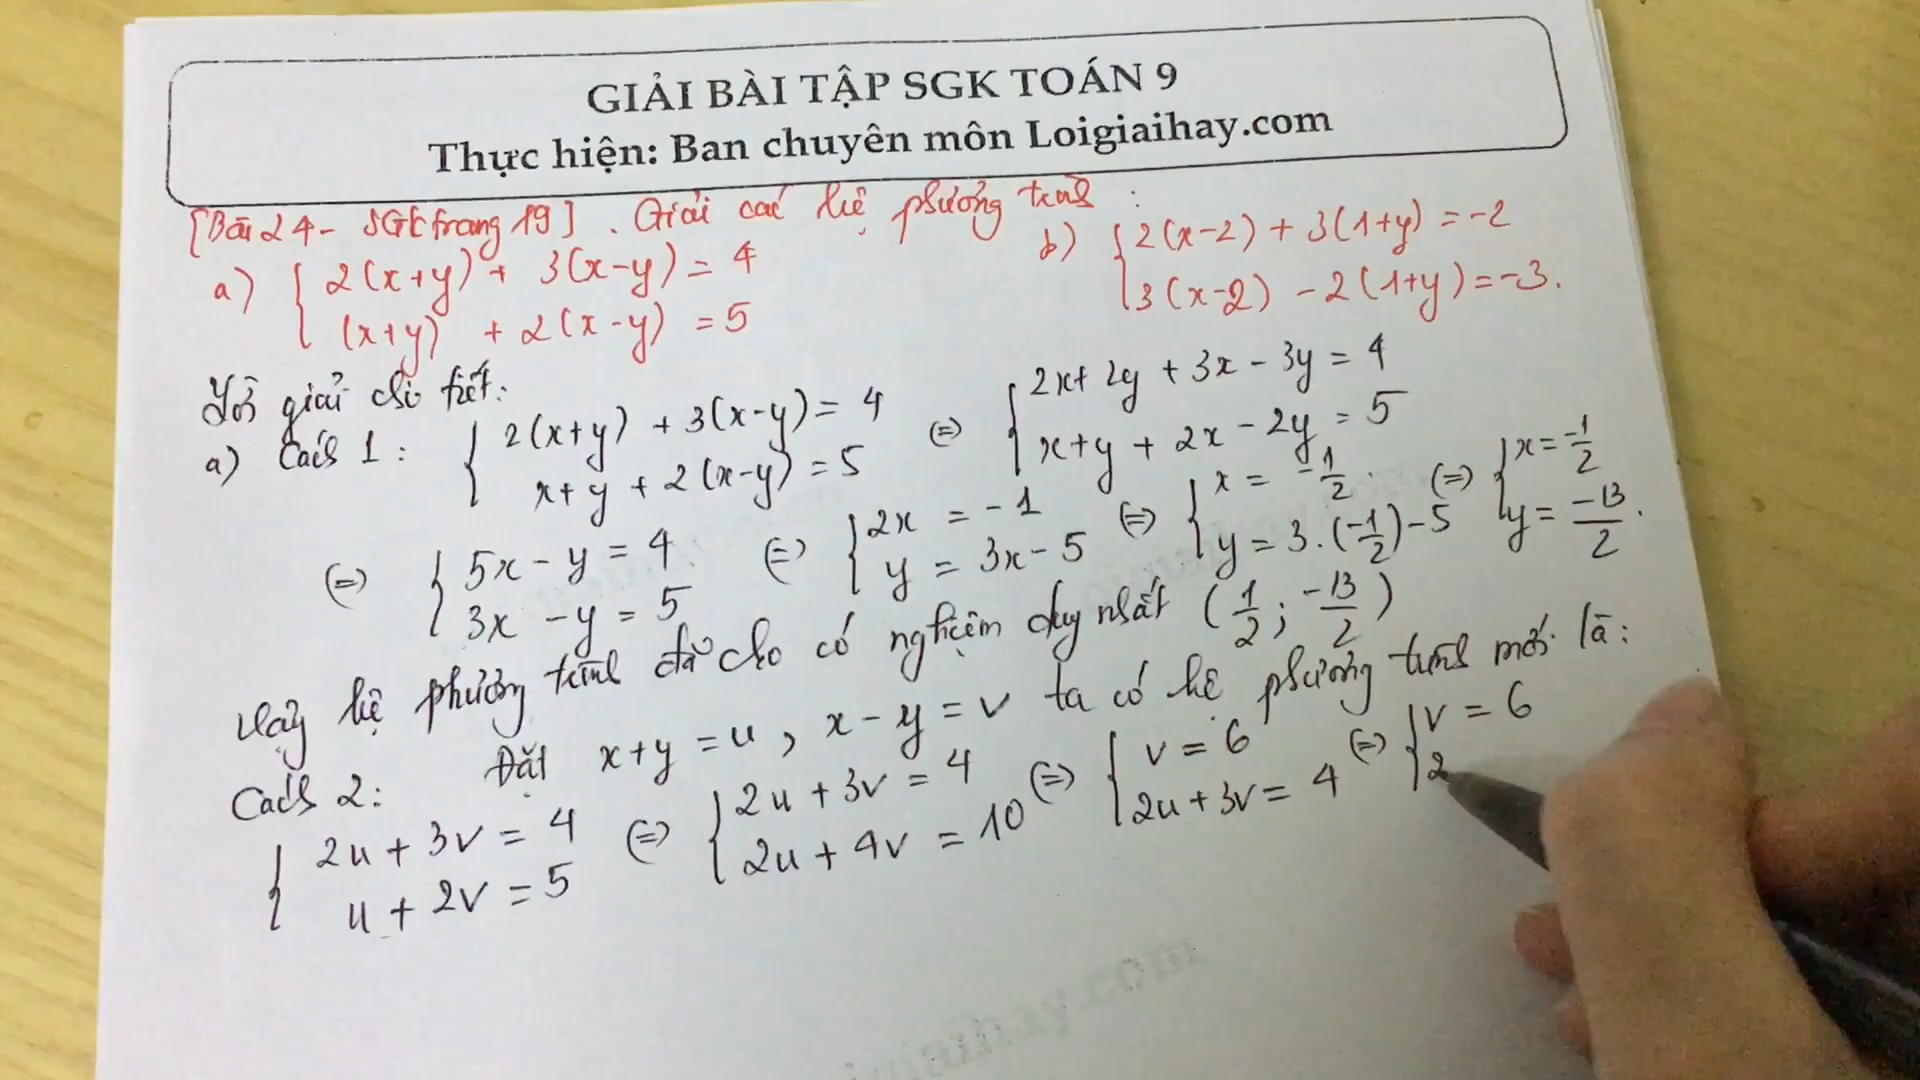 GIẢI BÀI TẬP SGK TOÁN 9
Thực hiện: Ban chuyên môn Loigiaihay.com
[Bài 24 - SGK trang 19]. Giải các hệ phương trình:
a) { 2(x+y) + 3(x-y) = 4
(x+y) + 2(x-y) = 5
b) { 2(x-2) + 3(1+y) = -2
3(x-2) - 2(1+y) = -3.
Lời giải chi tiết:
a) Cách 1: { 2(x+y) + 3(x-y) = 4
x+y + 2(x-y) = 5
(=) { 2x+ 2y + 3x - 3y = 4
x+y + 2x - 2y = 5
(=) { 5x - y = 4
3x - y = 5
(=) { 2x = -1
y = 3x - 5
(=) { x = -1/2
y = 3.(-1/2) - 5
(=) { x = -1/2
y = -13/2.
Vậy hệ phương trình đã cho có nghiệm duy nhất (1/2; -13/2)
Cách 2: Đặt x+y = u, x-y = v ta có hệ phương trình mới là:
{ 2u + 3v = 4
u + 2v = 5
(=) { 2u + 3v = 4
2u + 4v = 10
(=) { v = 6
2u + 3v = 4
(=) { v = 6
2